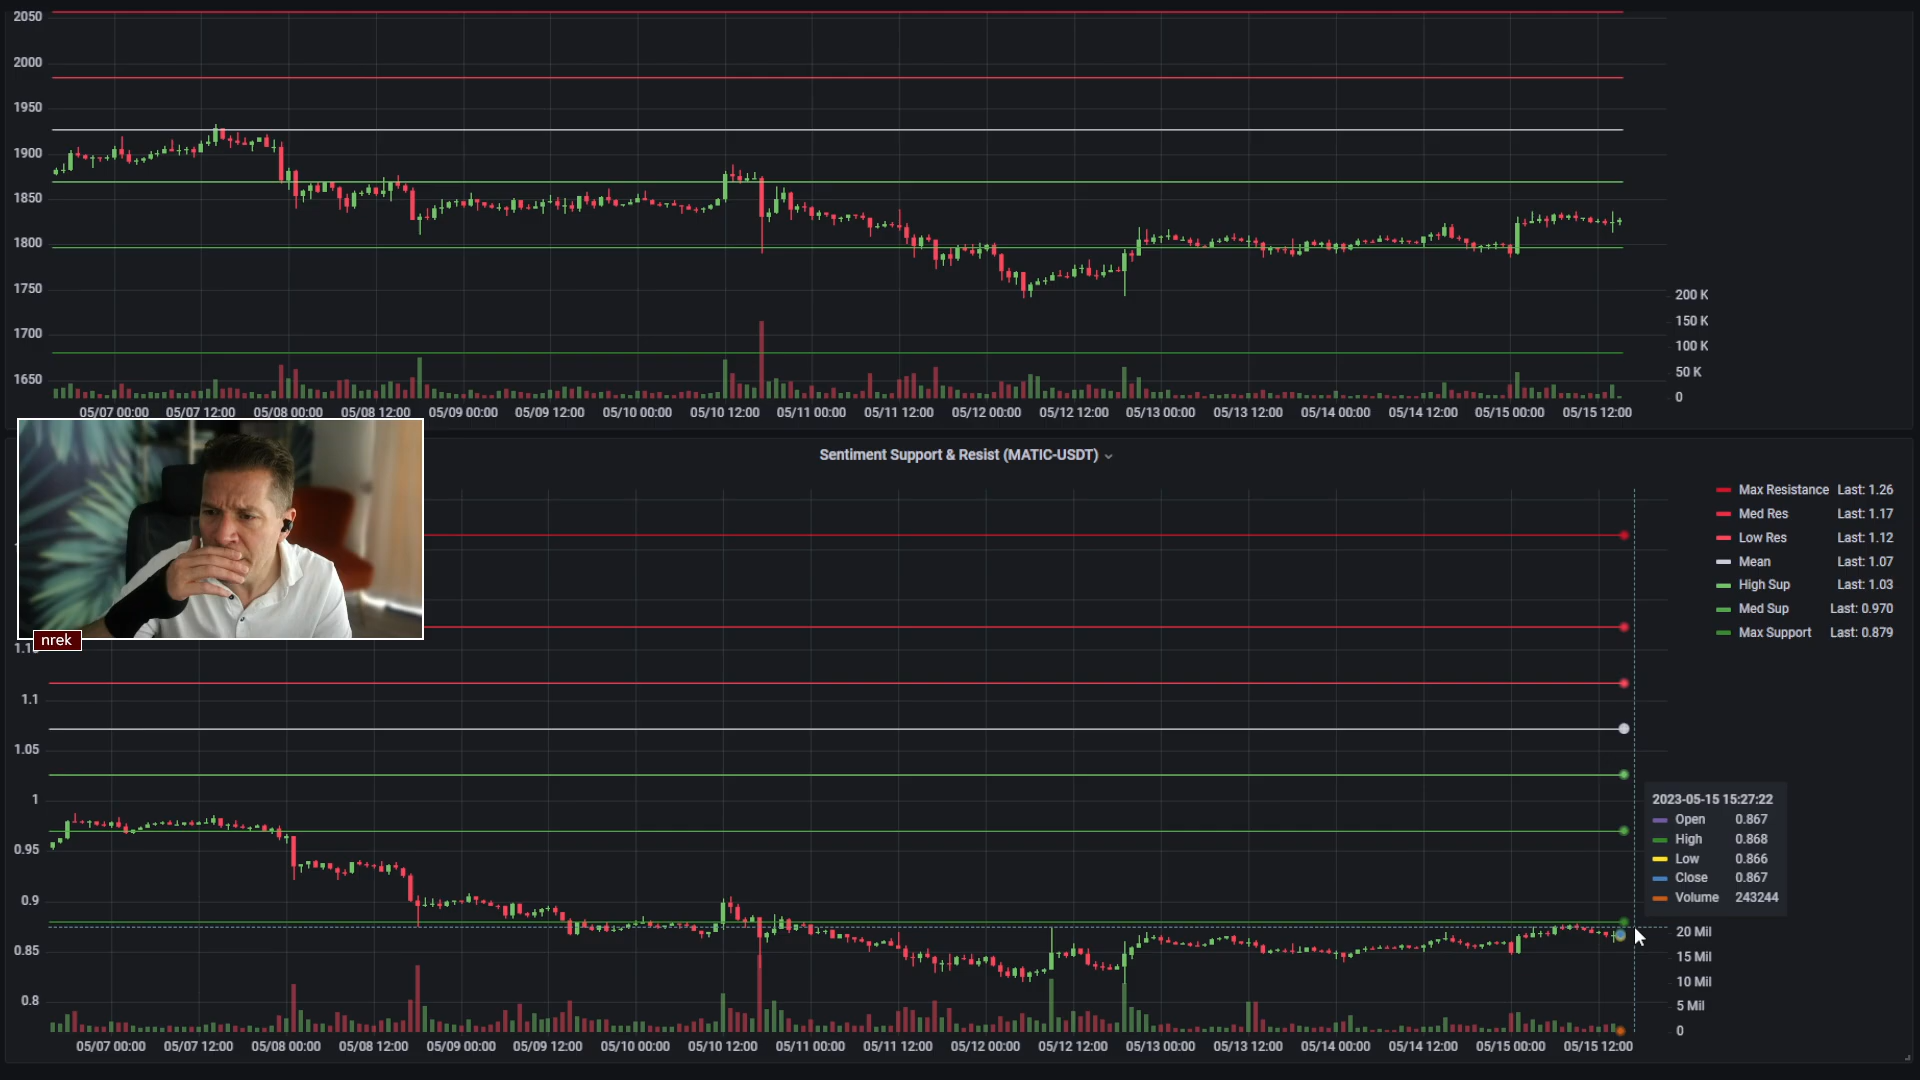 2050
2000
1950
1900
1850
1800
1750
1700
1650
200 K
150 K
100 K
50 K
0
05/07 00:00 05/07 12:00 05/08 00:00 05/08 12:00 05/09 00:00 05/09 12:00 05/10 00:00 05/10 12:00 05/11 00:00 05/11 12:00 05/12 00:00 05/12 12:00 05/13 00:00 05/13 12:00 05/14 00:00 05/14 12:00 05/15 00:00 05/15 12:00
Sentiment Support & Resist (MATIC-USDT)
Max Resistance Last: 1.26
Med Res Last: 1.17
Low Res Last: 1.12
Mean Last: 1.07
High Sup Last: 1.03
Med Sup Last: 0.970
Max Support Last: 0.879
nrek
1.1
1.05
1
0.95
0.9
0.85
0.8
2023-05-15 15:27:22
Open 0.867
High 0.868
Low 0.866
Close 0.867
Volume 243244
20 Mil
15 Mil
10 Mil
5 Mil
0
05/07 00:00 05/07 12:00 05/08 00:00 05/08 12:00 05/09 00:00 05/09 12:00 05/10 00:00 05/10 12:00 05/11 00:00 05/11 12:00 05/12 00:00 05/12 12:00 05/13 00:00 05/13 12:00 05/14 00:00 05/14 12:00 05/15 00:00 05/15 12:00